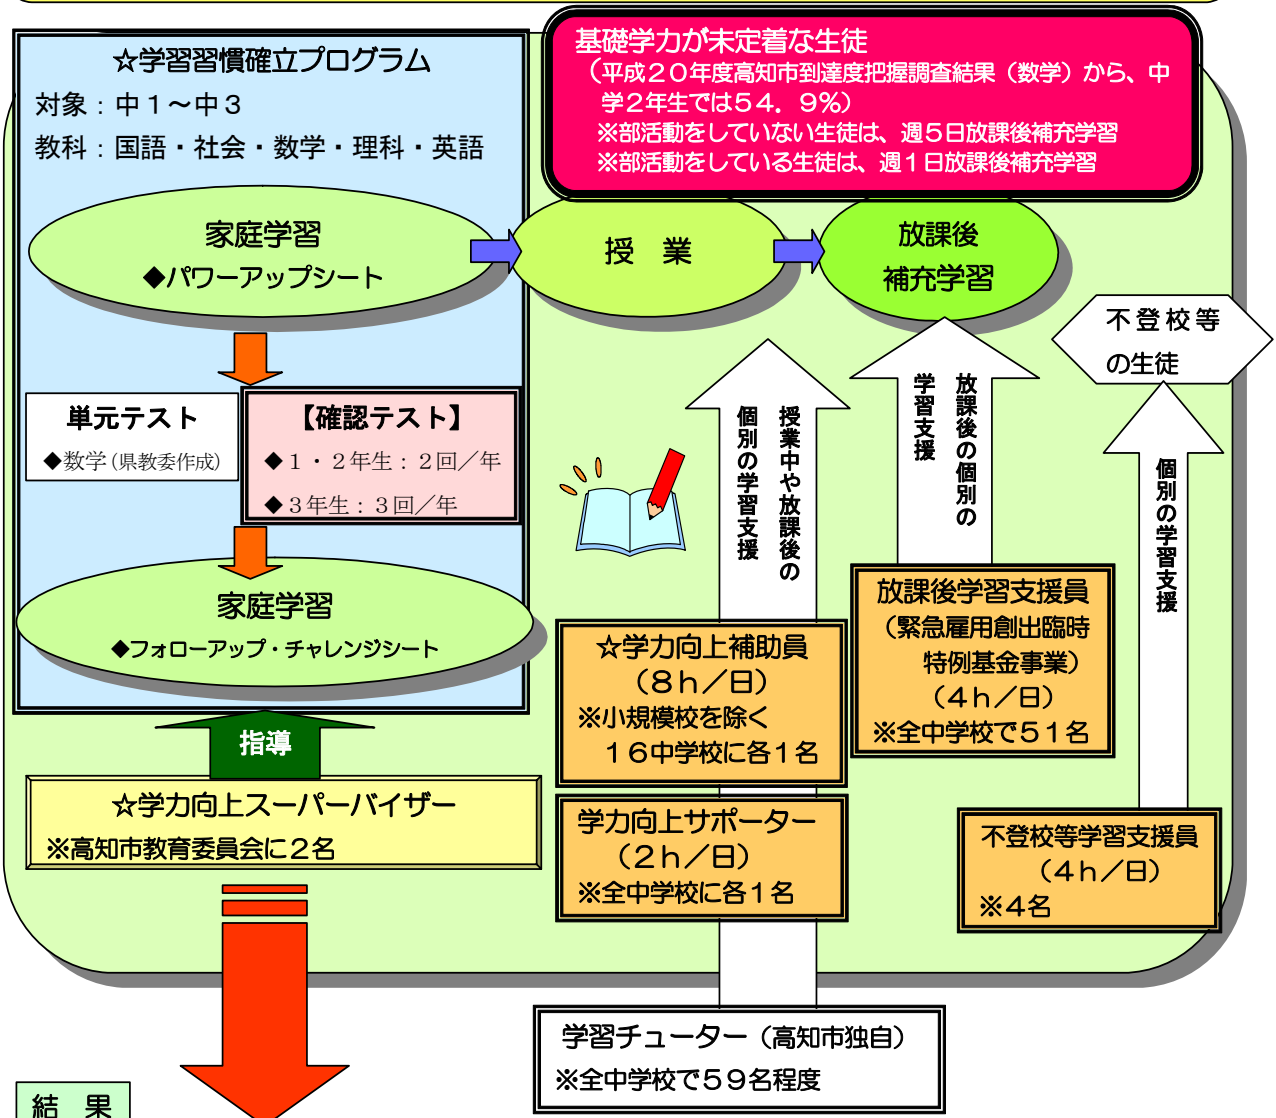 ☆学習習慣確立プログラム
対象：中１～中３
教科：国語・社会・数学・理科・英語
基礎学力が未定着な生徒
（平成２０年度高知市到達度把握調査結果（数学）から、中
学２年生では５４．９％）
※部活動をしていない生徒は、週５日放課後補充学習
※部活動をしている生徒は、週１日放課後補充学習
家庭学習
◆パワーアップシート
授　業
放課後
補充学習
不登校等
の生徒
単元テスト
◆数学（県教委作成）
【確認テスト】
◆１・２年生：２回／年
◆３年生：３回／年
家庭学習
◆フォローアップ・チャレンジシート
授業中や放課後の
個別の学習支援
放課後の個別の
学習支援
個別の学習支援
指導
☆学力向上スーパーバイザー
※高知市教育委員会に２名
☆学力向上補助員
（８ｈ／日）
※小規模校を除く
１６中学校に各１名
学力向上サポーター
（２ｈ／日）
※全中学校に各１名
放課後学習支援員
（緊急雇用創出臨時
特例基金事業）
（４ｈ／日）
※全中学校で５１名
不登校等学習支援員
（４ｈ／日）
※４名
学習チューター（高知市独自）
※全中学校で５９名程度
結　果